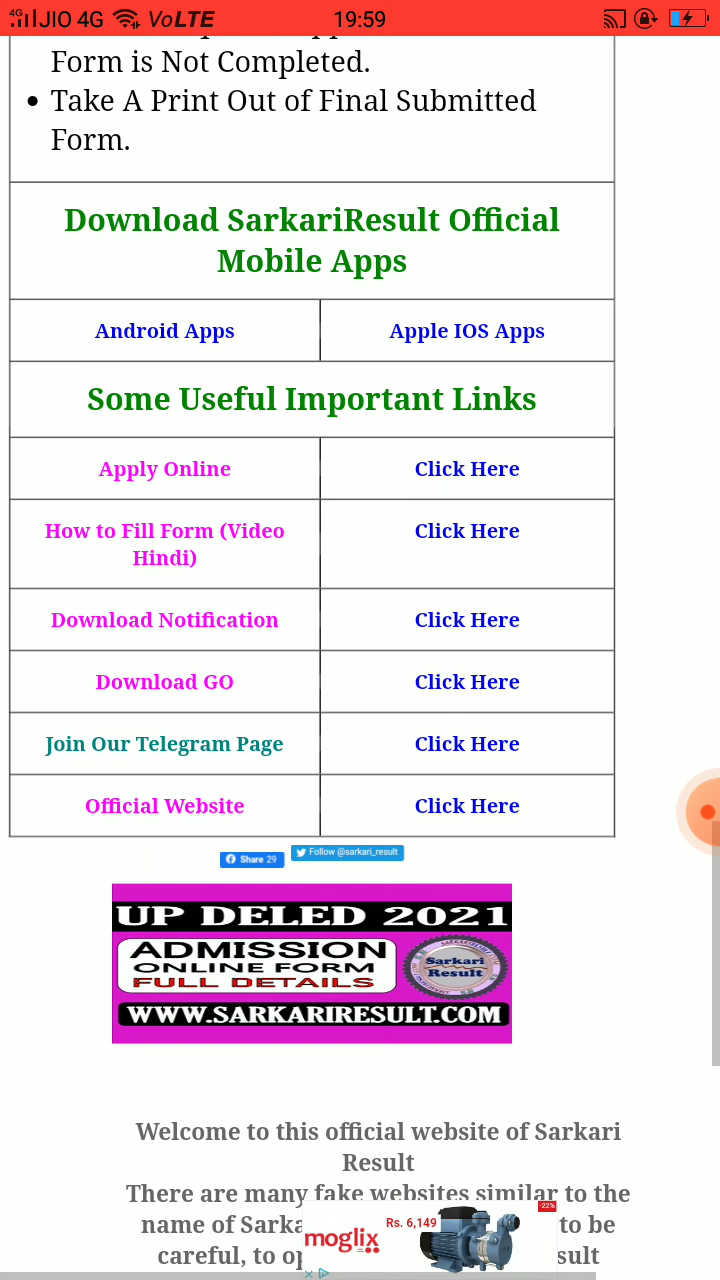 4G JIO 4G VoLTE 19:59
Form is Not Completed.
• Take A Print Out of Final Submitted
Form.
Download SarkariResult Official
Mobile Apps
Android Apps Apple IOS Apps
Some Useful Important Links
Apply Online Click Here
How to Fill Form (Video Click Here
Hindi)
Download Notification Click Here
Download GO Click Here
Join Our Telegram Page Click Here
Official Website Click Here
Share 29 Follow @sarkari_result
UP DELED 2021
ADMISSION
ONLINE FORM
FULL DETAILS
Sarkari
Result
WWW.SARKARIRESULT.COM
Welcome to this official website of Sarkari
Result
There are many fake websites similar to the
name of Sarka to be
careful, to op sult
moglix Rs. 6,149 -22%